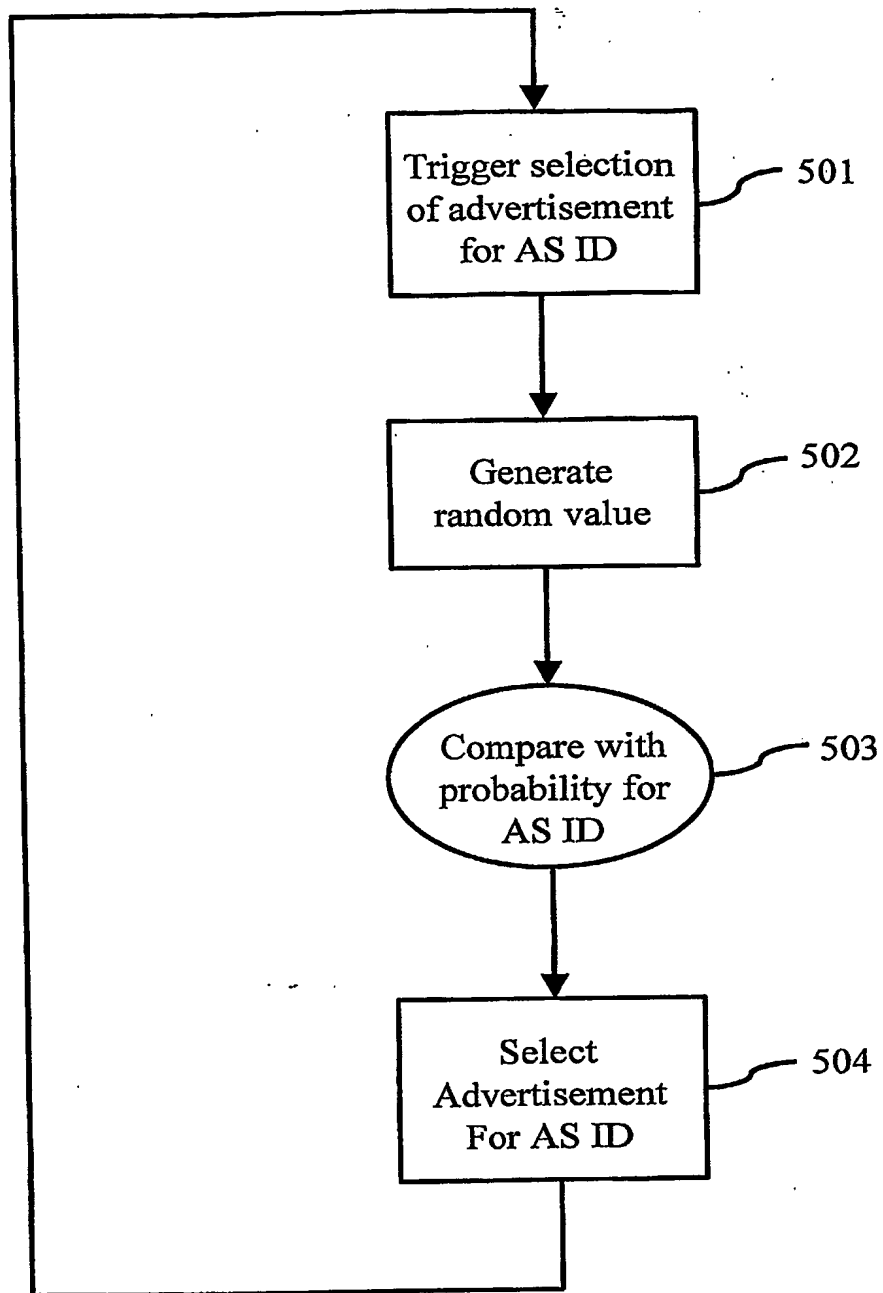 Trigger selection
of advertisement
for AS ID
501
Generate
random value
502
Compare with
probability for
AS ID
503
Select
Advertisement
For AS ID
504